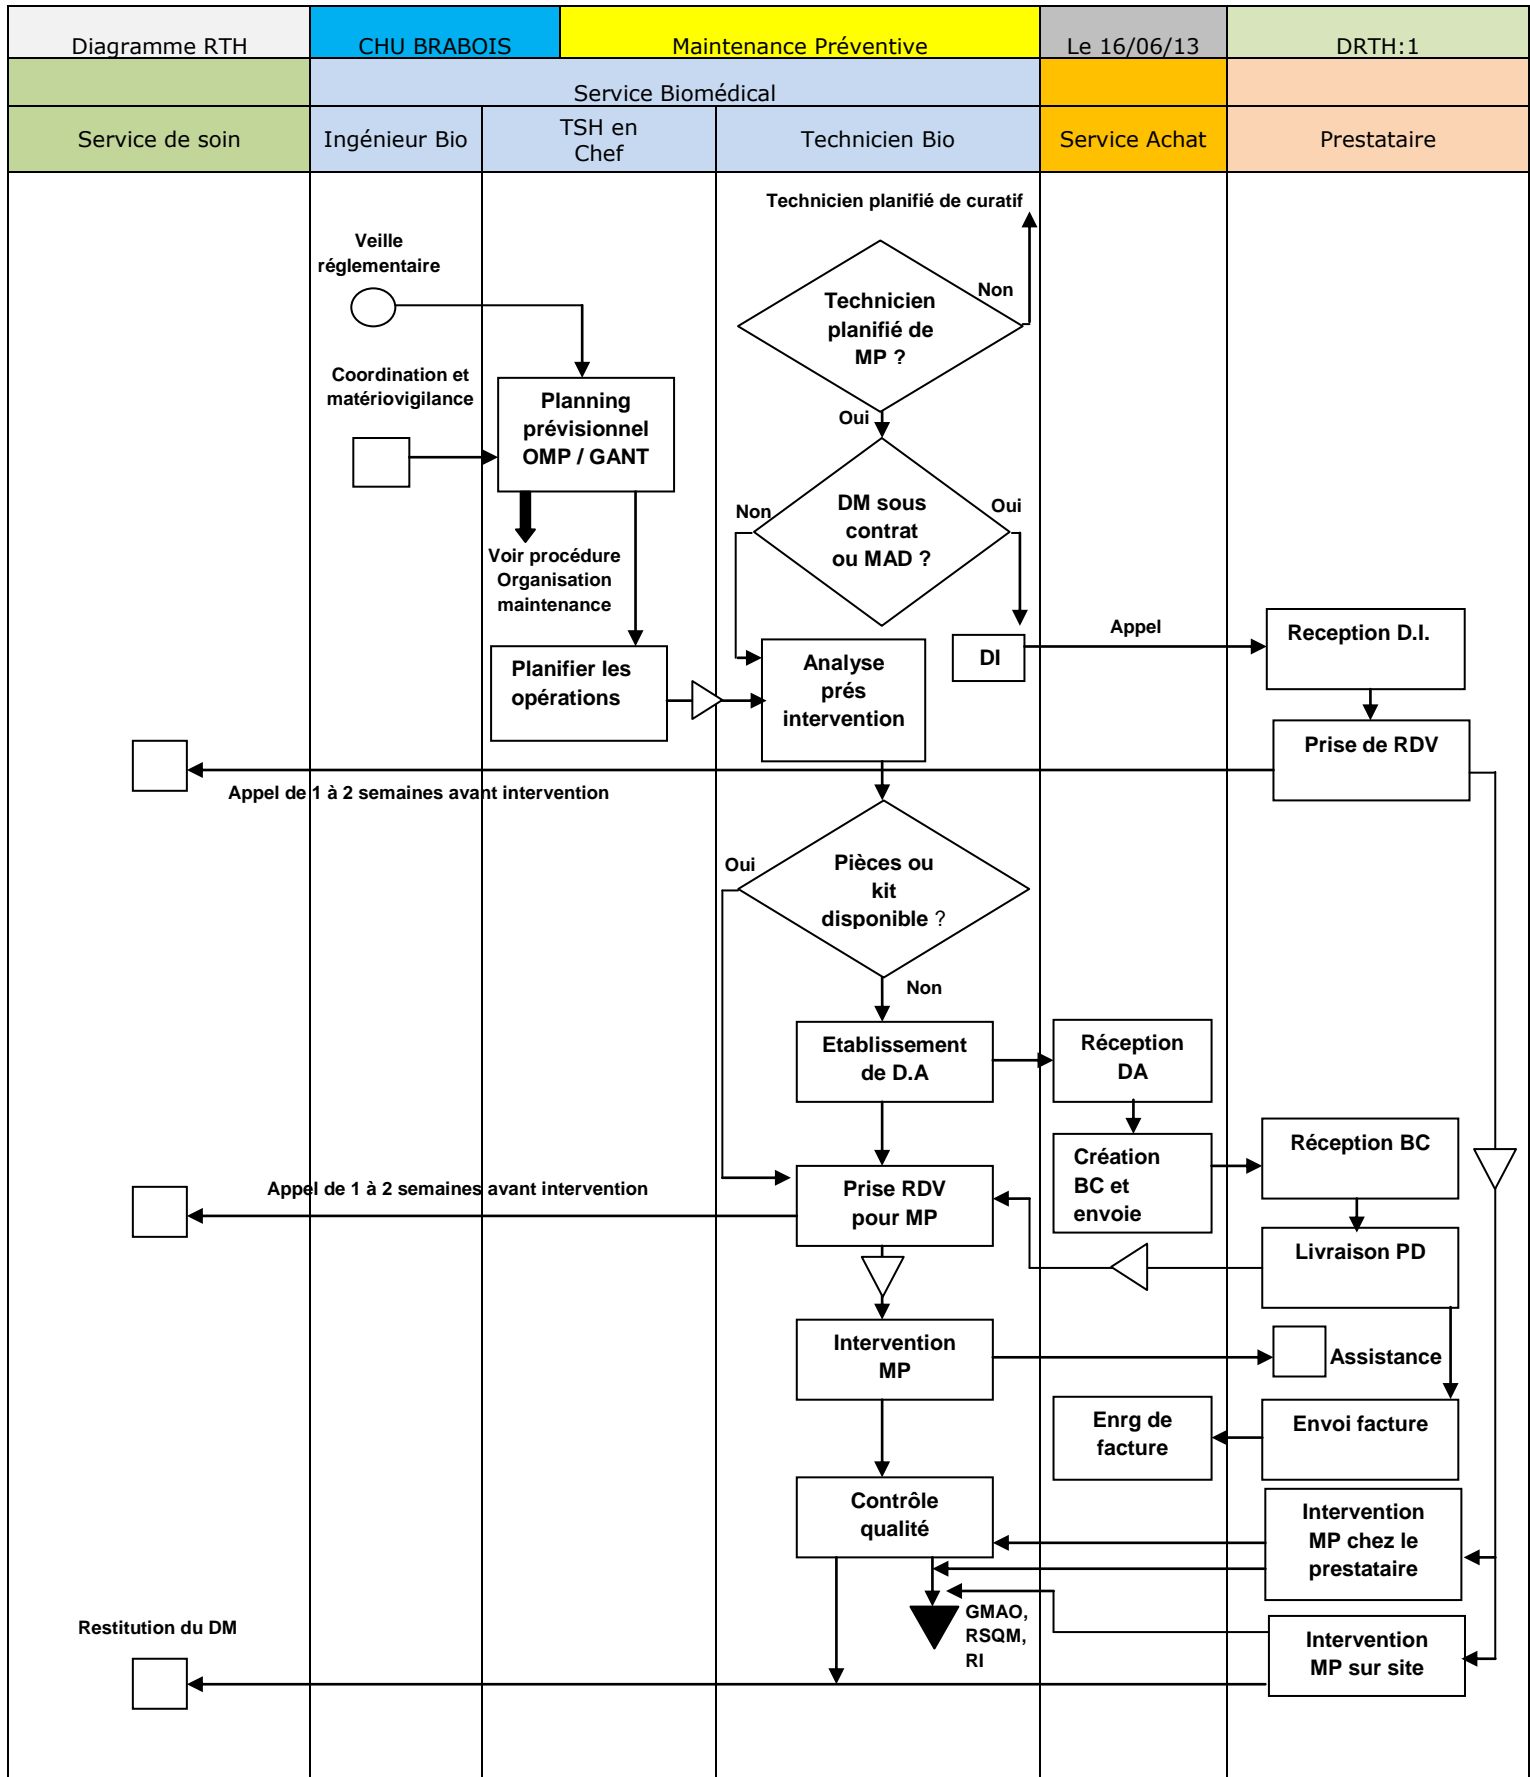 Diagramme RTH
CHU BRABOIS
Maintenance Préventive
Le 16/06/13
DRTH:1
Service Biomédical
Service de soin
Ingénieur Bio
TSH en
Chef
Technicien Bio
Service Achat
Prestataire
Technicien planifié de curatif
Veille
réglementaire
Technicien
planifié de
MP ?
Non
Oui
Coordination et
matériovigilance
Planning
prévisionnel
OMP / GANT
Non
DM sous
contrat
ou MAD ?
Oui
Voir procédure
Organisation
maintenance
Planifier les
opérations
Analyse
prés
intervention
DI
Appel
Reception D.I.
Prise de RDV
Appel de 1 à 2 semaines avant intervention
Oui
Pièces ou
kit
disponible ?
Non
Etablissement
de D.A
Réception
DA
Création
BC et
envoie
Réception BC
Appel de 1 à 2 semaines avant intervention
Prise RDV
pour MP
Livraison PD
Intervention
MP
Assistance
Enrg de
facture
Envoi facture
Contrôle
qualité
Intervention
MP chez le
prestataire
GMAO,
RSQM,
RI
Restitution du DM
Intervention
MP sur site